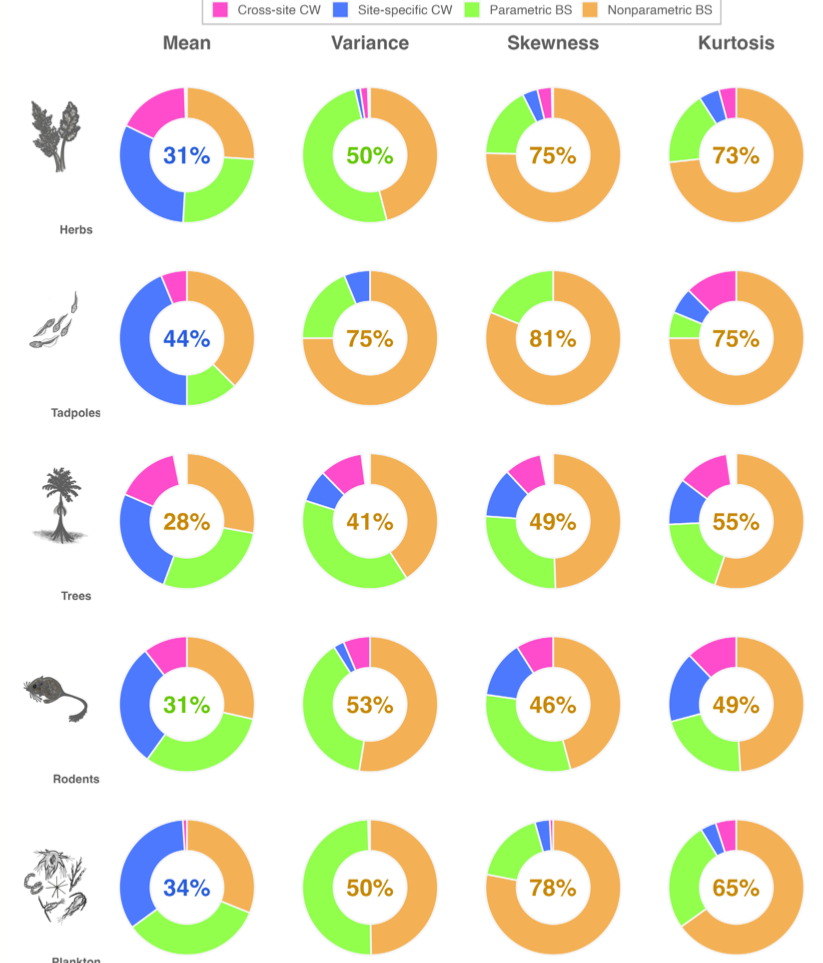 Cross-site CW Site-specific CW Parametric BS Nonparametric BS
Mean Variance Skewness Kurtosis
31% 50% 75% 73%
Herbs
44% 75% 81% 75%
Tadpoles
28% 41% 49% 55%
Trees
31% 53% 46% 49%
Rodents
34% 50% 78% 65%
Plankton